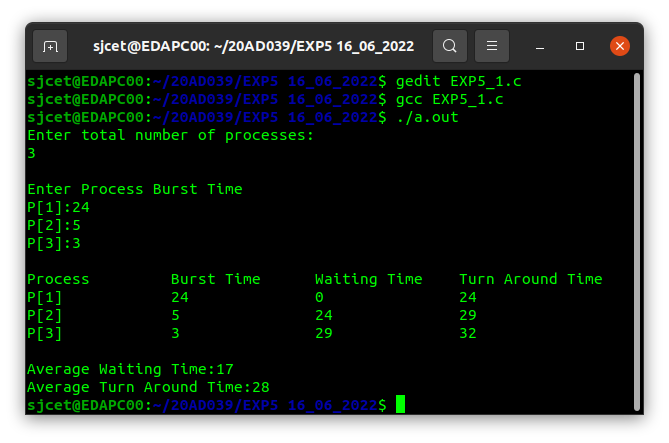 sjcet@EDAPC00: ~/20AD039/EXP5 16_06_2022
sjcet@EDAPC00:~/20AD039/EXP5 16_06_2022$ gedit EXP5_1.c
sjcet@EDAPC00:~/20AD039/EXP5 16_06_2022$ gcc EXP5_1.c
sjcet@EDAPC00:~/20AD039/EXP5 16_06_2022$ ./a.out
Enter total number of processes:
3
Enter Process Burst Time
P[1]:24
P[2]:5
P[3]:3
Process Burst Time Waiting Time Turn Around Time
P[1] 24 0 24
P[2] 5 24 29
P[3] 3 29 32
Average Waiting Time:17
Average Turn Around Time:28
sjcet@EDAPC00:~/20AD039/EXP5 16_06_2022$